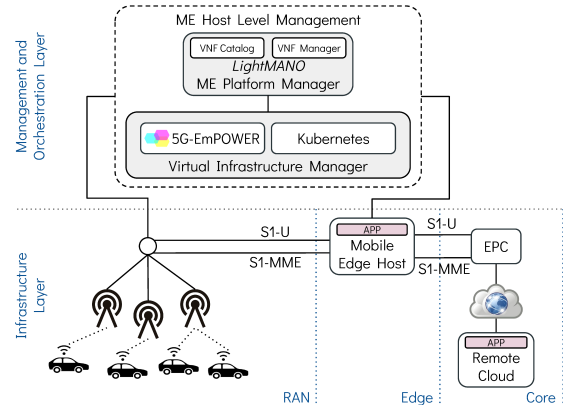 Management and
Orchestration Layer
ME Host Level Management
VNF Catalog
VNF Manager
LightMANO
ME Platform Manager
5G-EmPOWER
Kubernetes
Virtual Infrastructure Manager
Infrastructure
Layer
S1-U
S1-MME
APP
Mobile
Edge Host
S1-U
S1-MME
EPC
APP
Remote
Cloud
RAN
Edge
Core